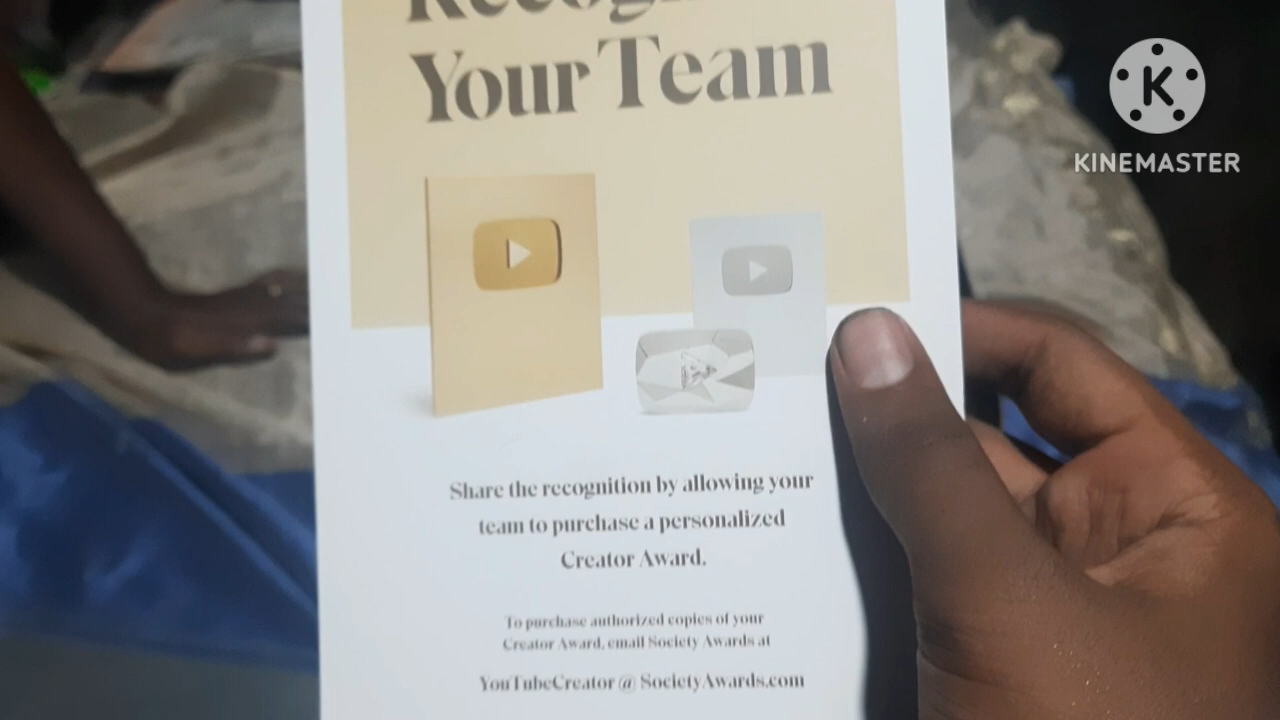 Your Team
K
KINEMASTER
Share the recognition by allowing your
team to purchase a personalized
Creator Award.
To purchase authorized copies of your
Creator Award, email Society Awards at
YouTubeCreator @ SocietyAwards.com